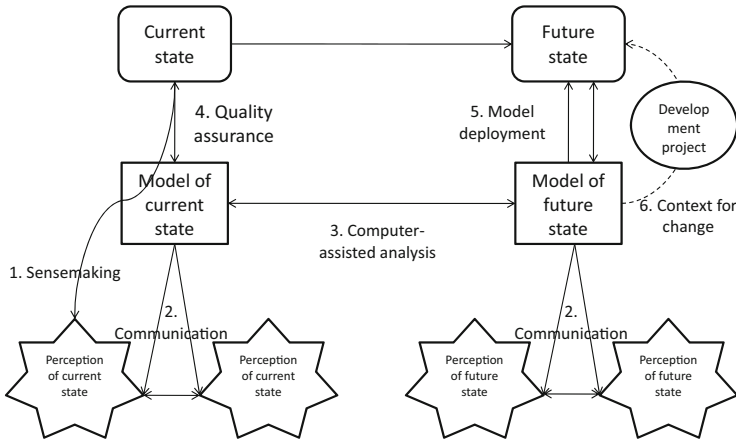 Current
state
Future
state
4. Quality
assurance
5. Model
deployment
Develop
ment
project
Model of
current
state
Model of
future
state
6. Context for
change
3. Computer-
assisted analysis
1. Sensemaking
2.
Communication
2.
Communication
Perception
of current
state
Perception
of current
state
Perception
of future
state
Perception
of future
state